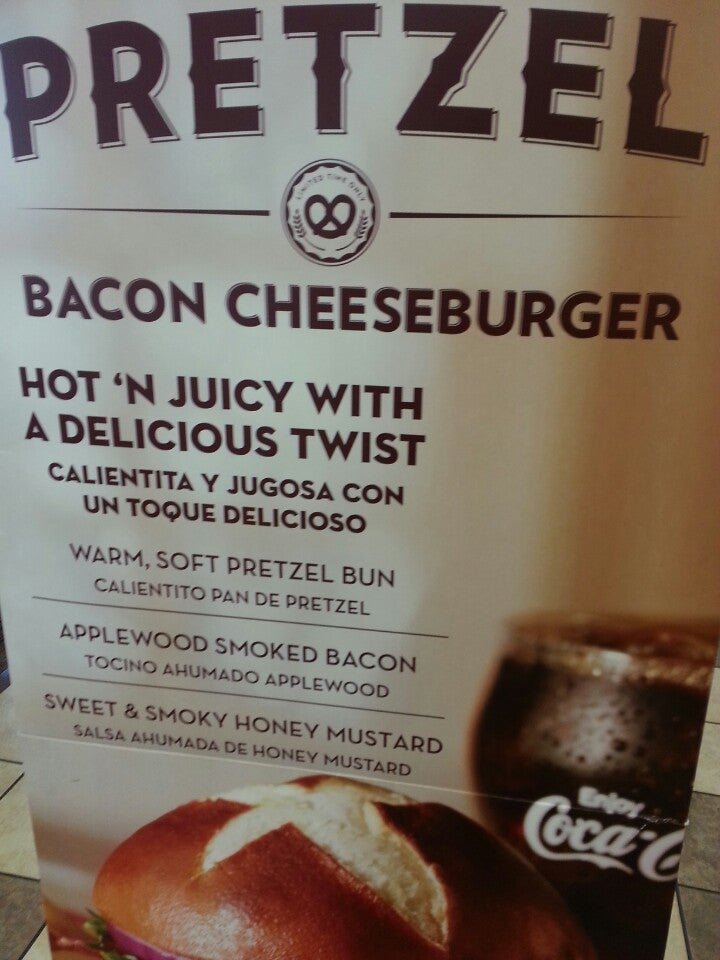 PRETZEL
LIMITED TIME ONLY
BACON CHEESEBURGER
HOT ‘N JUICY WITH
A DELICIOUS TWIST
CALIENTITA Y JUGOSA CON
UN TOQUE DELICIOSO
WARM, SOFT PRETZEL BUN
CALIENTITO PAN DE PRETZEL
APPLEWOOD SMOKED BACON
TOCINO AHUMADO APPLEWOOD
SWEET & SMOKY HONEY MUSTARD
SALSA AHUMADA DE HONEY MUSTARD
Enjoy
Coca-C